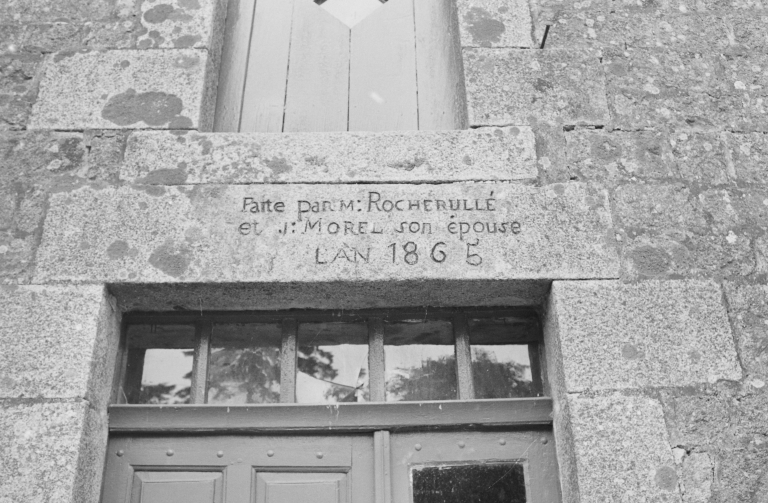 Faite par M: ROCHERULLÉ
et J: MOREL son épouse
LAN 1865